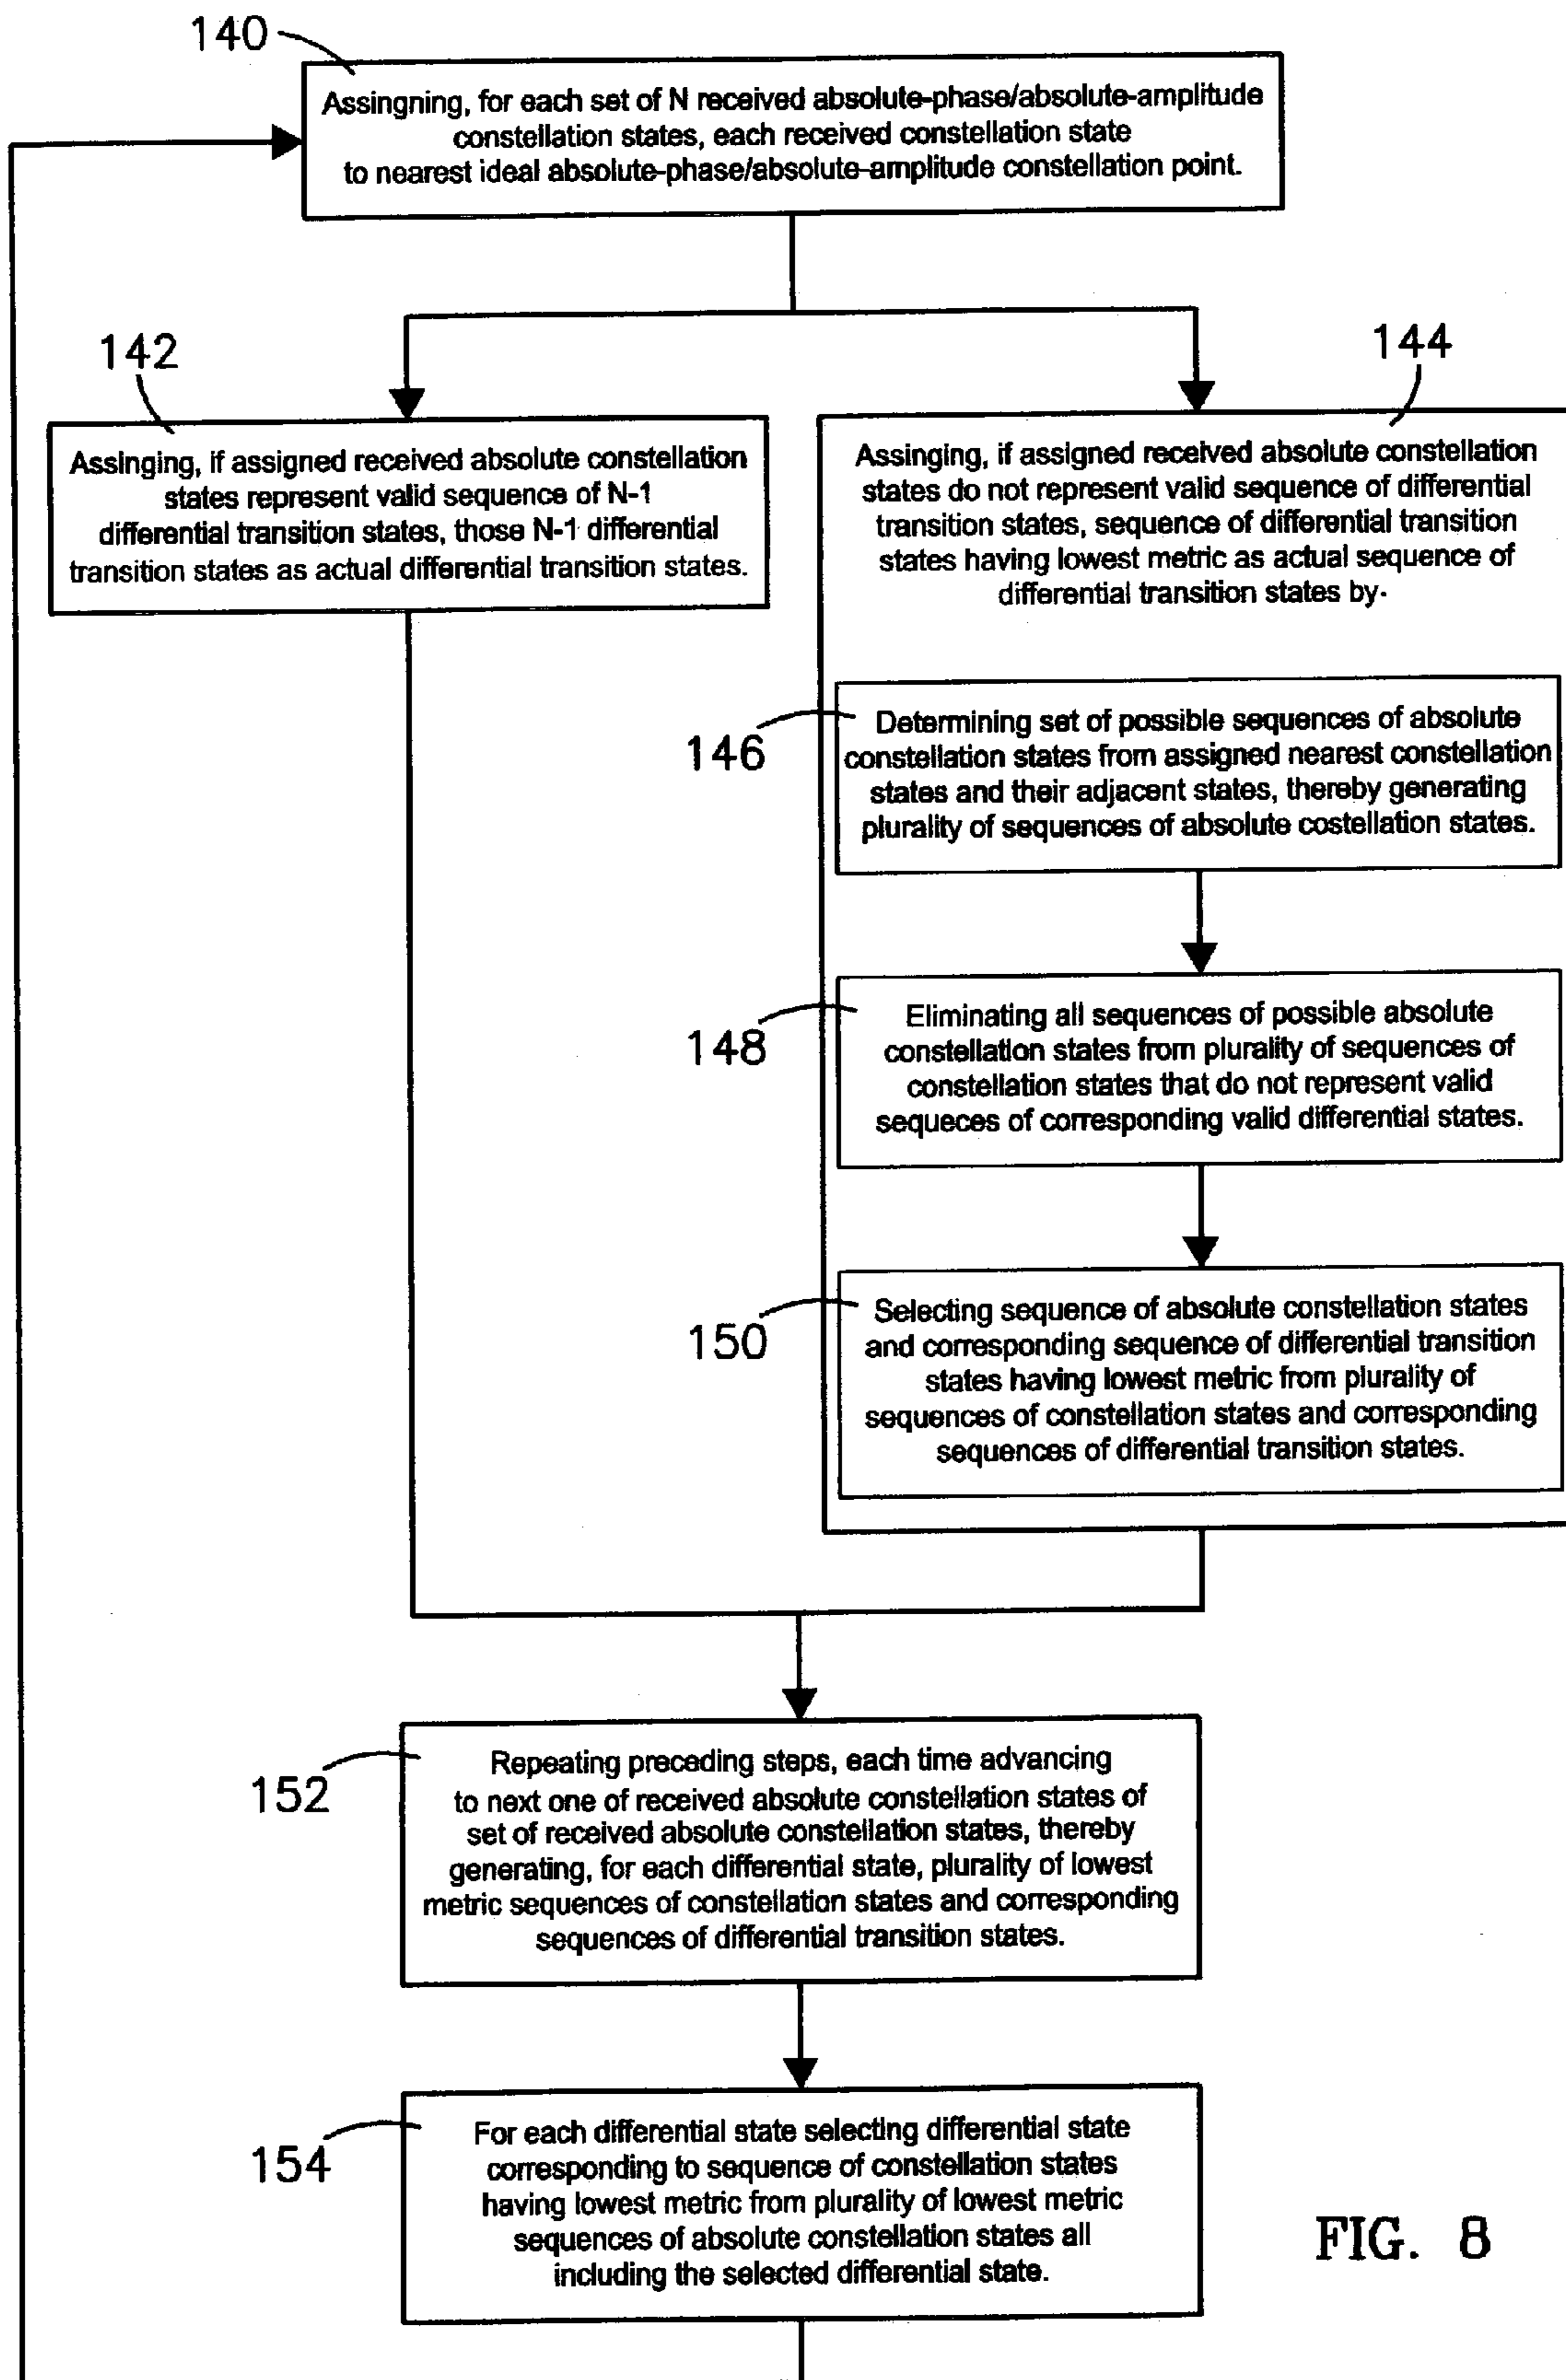 140
Assingning, for each set of N received absolute-phase/absolute-amplitude
constellation states, each received constellation state
to nearest ideal absolute-phase/absolute-amplitude constellation point.
142
Assinging, if assigned received absolute constellation
states represent valid sequence of N-1
differential transition states, those N-1 differential
transition states as actual differential transition states.
144
Assinging, if assigned received absolute constellation
states do not represent valid sequence of differential
transition states, sequence of differential transition
states having lowest metric as actual sequence of
differential transition states by·
146
Determining set of possible sequences of absolute
constellation states from assigned nearest constellation
states and their adjacent states, thereby generating
plurality of sequences of absolute costellation states.
148
Eliminating all sequences of possible absolute
constellation states from plurality of sequences of
constellation states that do not represent valid
sequeces of corresponding valid differential states.
150
Selecting sequence of absolute constellation states
and corresponding sequence of differential transition
states having lowest metric from plurality of
sequences of constellation states and corresponding
sequences of differential transition states.
152
Repeating preceding steps, each time advancing
to next one of received absolute constellation states of
set of received absolute constellation states, thereby
generating, for each differential state, plurality of lowest
metric sequences of constellation states and corresponding
sequences of differential transition states.
154
For each differential state selecting differential state
corresponding to sequence of constellation states
having lowest metric from plurality of lowest metric
sequences of absolute constellation states all
including the selected differential state.
FIG. 8